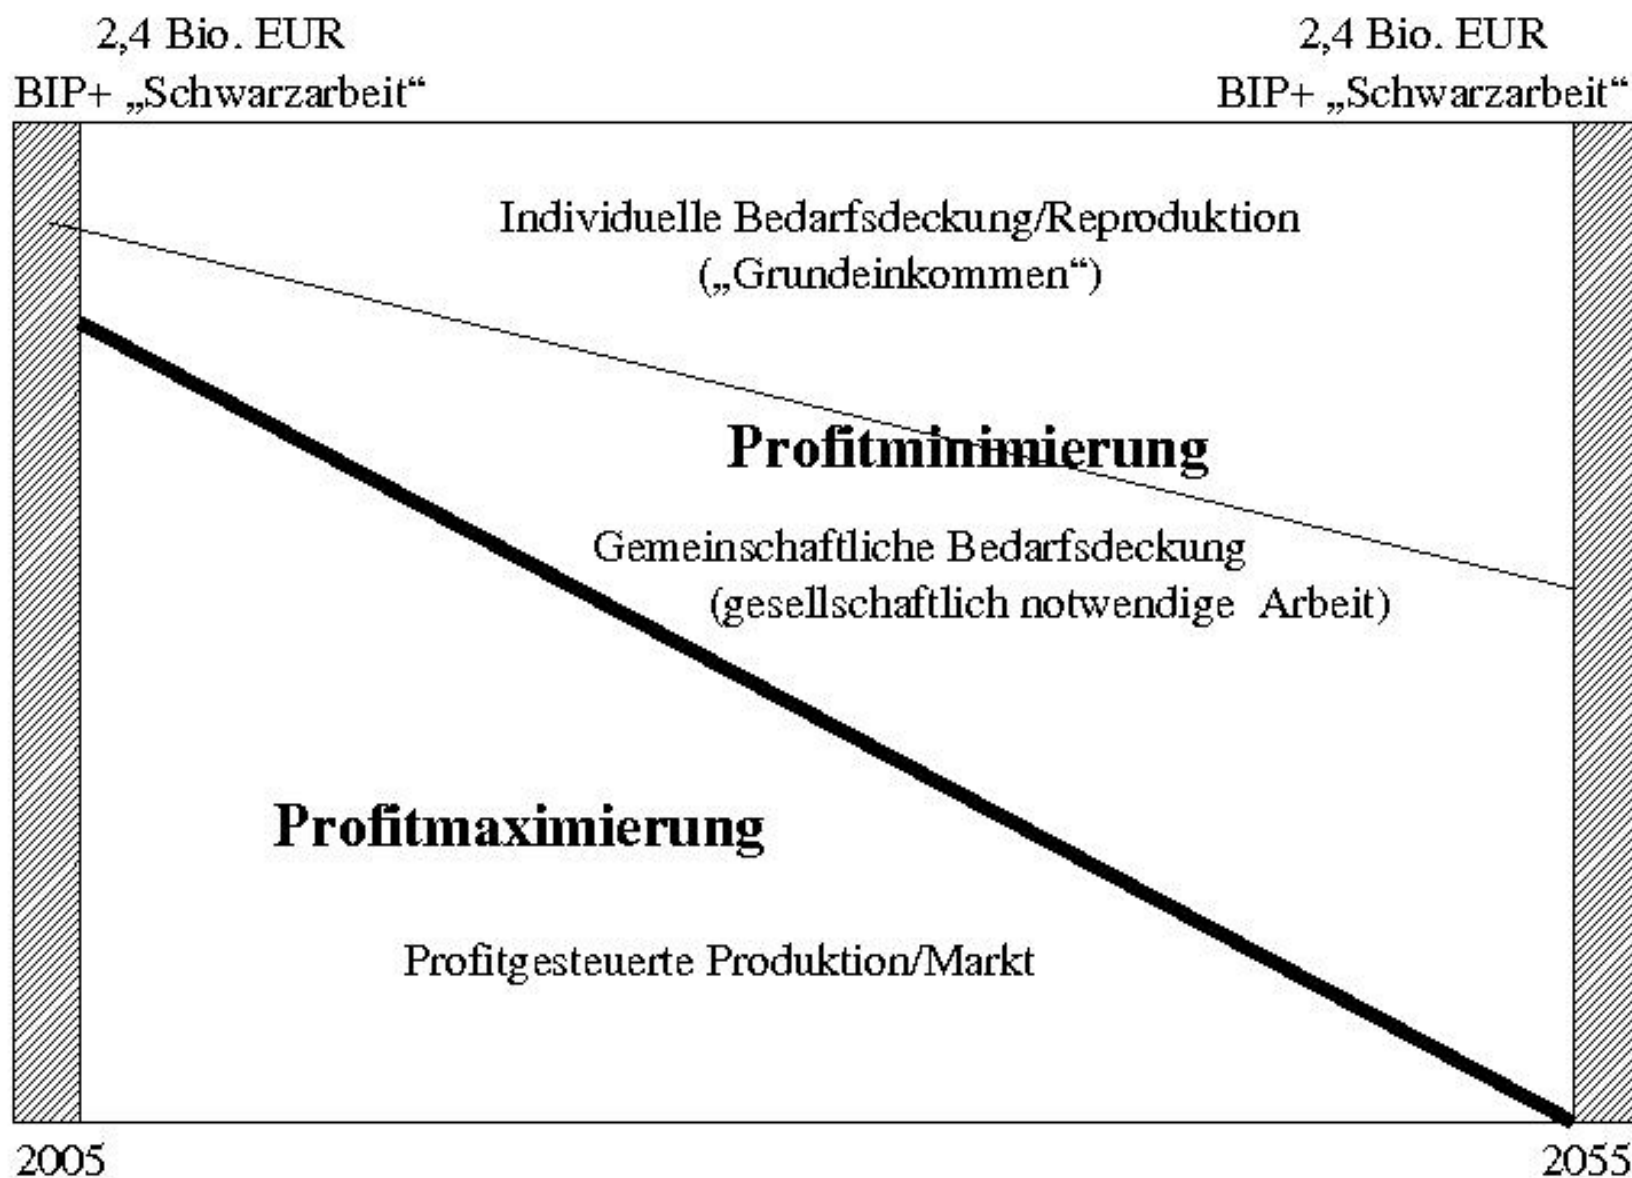 2,4 Bio. EUR
BIP+ „Schwarzarbeit“
2,4 Bio. EUR
BIP+ „Schwarzarbeit“
Individuelle Bedarfsdeckung/Reproduktion
(„Grundeinkommen“)
Profitminimierung
Gemeinschaftliche Bedarfsdeckung
(gesellschaftlich notwendige Arbeit)
Profitmaximierung
Profitgesteuerte Produktion/Markt
2005
2055